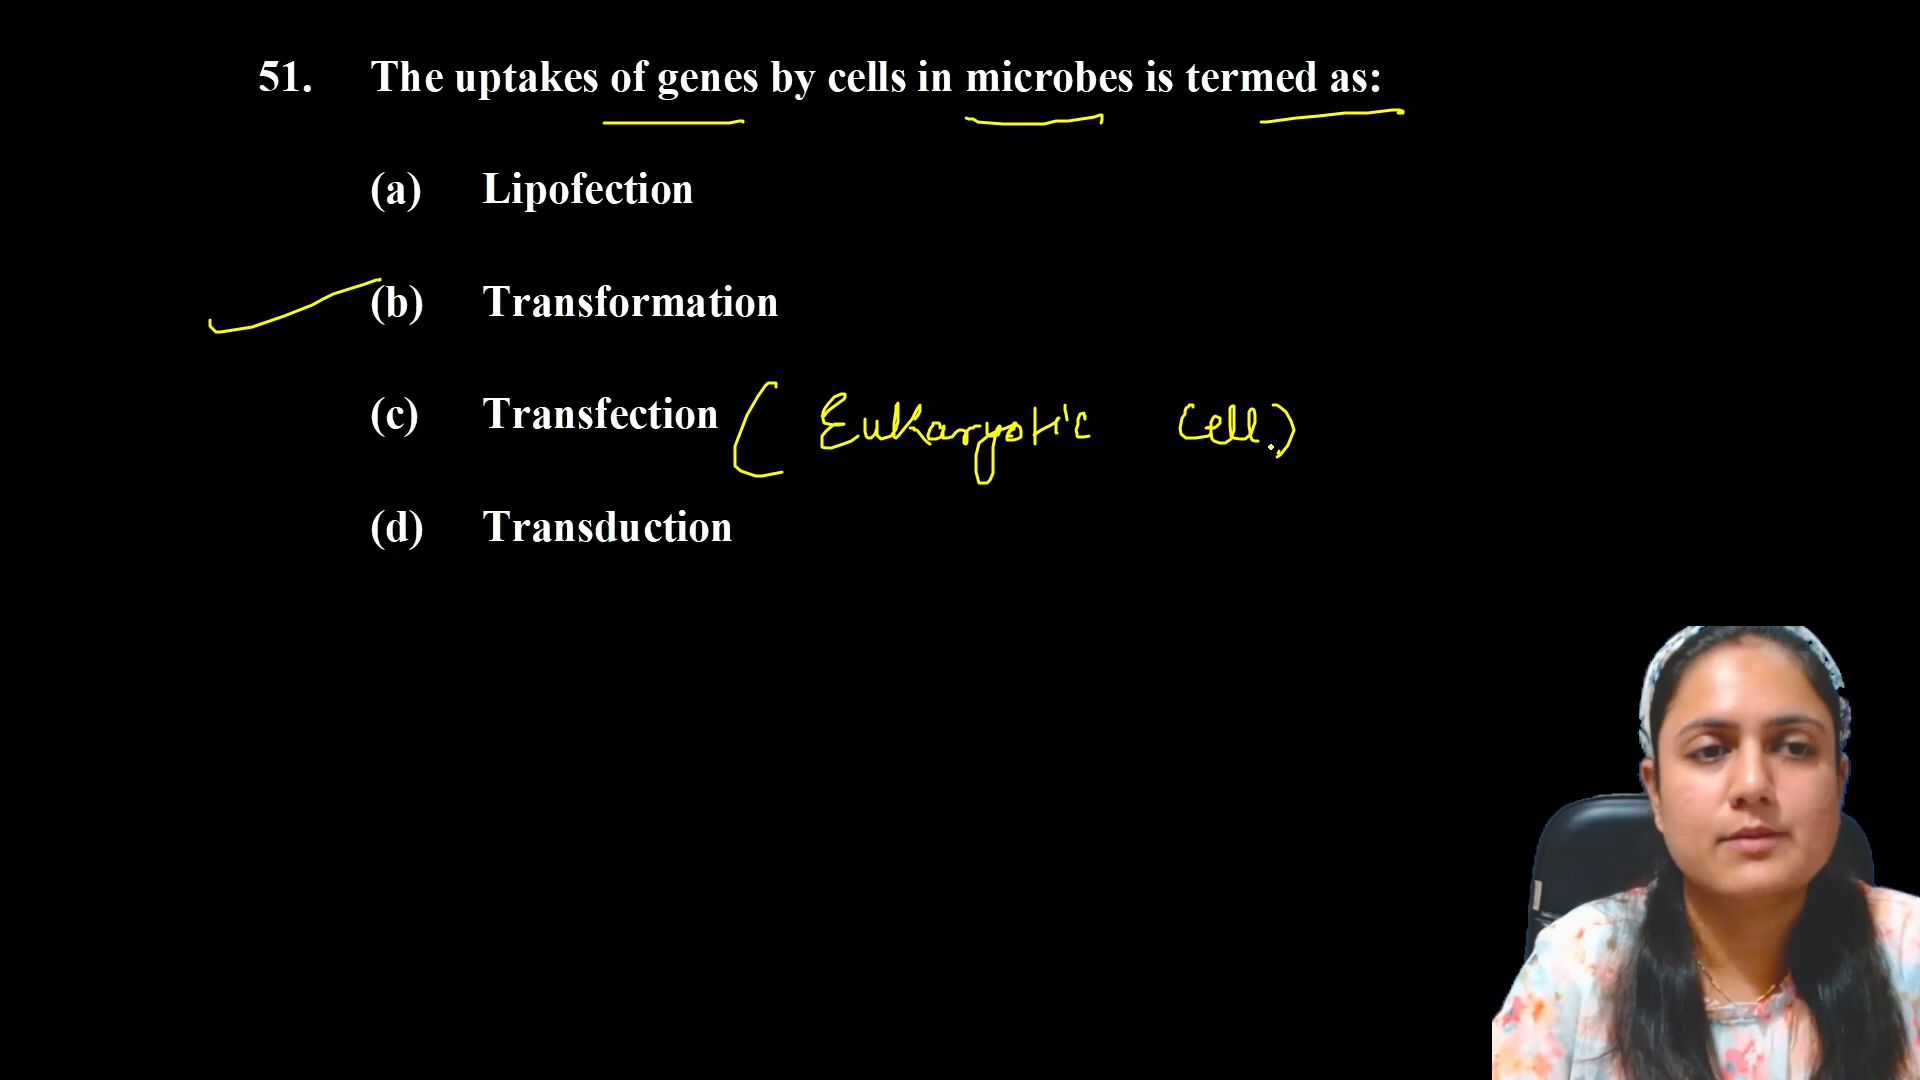 51. The uptakes of genes by cells in microbes is termed as:
(a) Lipofection
(b) Transformation
(c) Transfection (Eukaryotic Cell.)
(d) Transduction